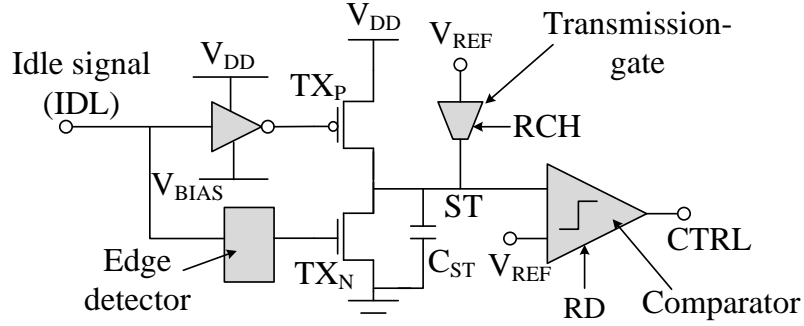 V_DD
Transmission-
gate
V_REF
Idle signal
(IDL)
V_DD
TX_P
RCH
V_BIAS
ST
CTRL
Edge
detector
TX_N
C_ST
V_REF
RD
Comparator